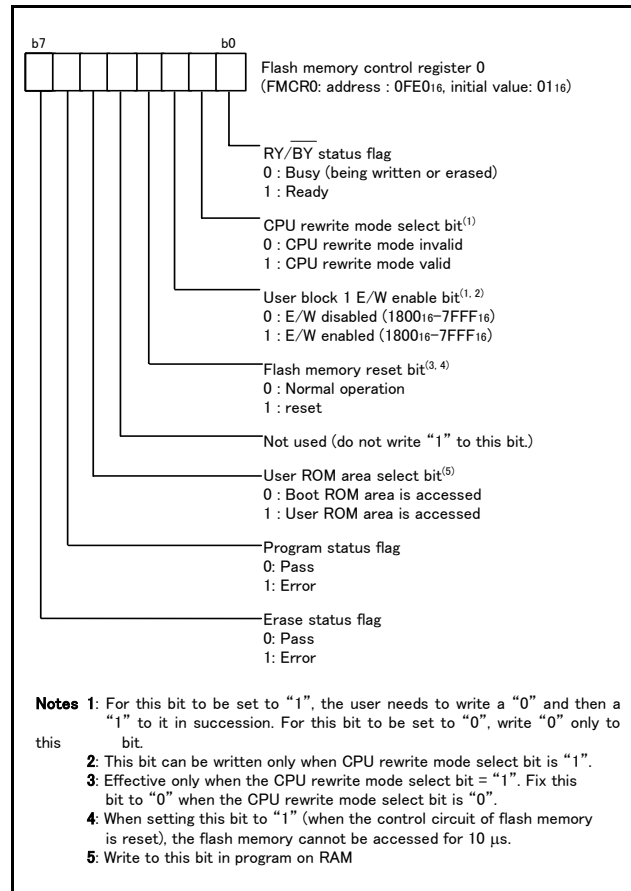 b7 b0
Flash memory control register 0
(FMCR0: address : 0FE016, initial value: 0116)
RY/BY status flag
0 : Busy (being written or erased)
1 : Ready
CPU rewrite mode select bit(1)
0 : CPU rewrite mode invalid
1 : CPU rewrite mode valid
User block 1 E/W enable bit(1, 2)
0 : E/W disabled (180016-7FFF16)
1 : E/W enabled (180016-7FFF16)
Flash memory reset bit(3, 4)
0 : Normal operation
1 : reset
Not used (do not write “1” to this bit.)
User ROM area select bit(5)
0 : Boot ROM area is accessed
1 : User ROM area is accessed
Program status flag
0: Pass
1: Error
Erase status flag
0: Pass
1: Error
Notes 1: For this bit to be set to “1”, the user needs to write a “0” and then a
“1” to it in succession. For this bit to be set to “0”, write “0” only to
this bit.
2: This bit can be written only when CPU rewrite mode select bit is “1”.
3: Effective only when the CPU rewrite mode select bit = “1”. Fix this
bit to “0” when the CPU rewrite mode select bit is “0”.
4: When setting this bit to “1” (when the control circuit of flash memory
is reset), the flash memory cannot be accessed for 10 μs.
5: Write to this bit in program on RAM